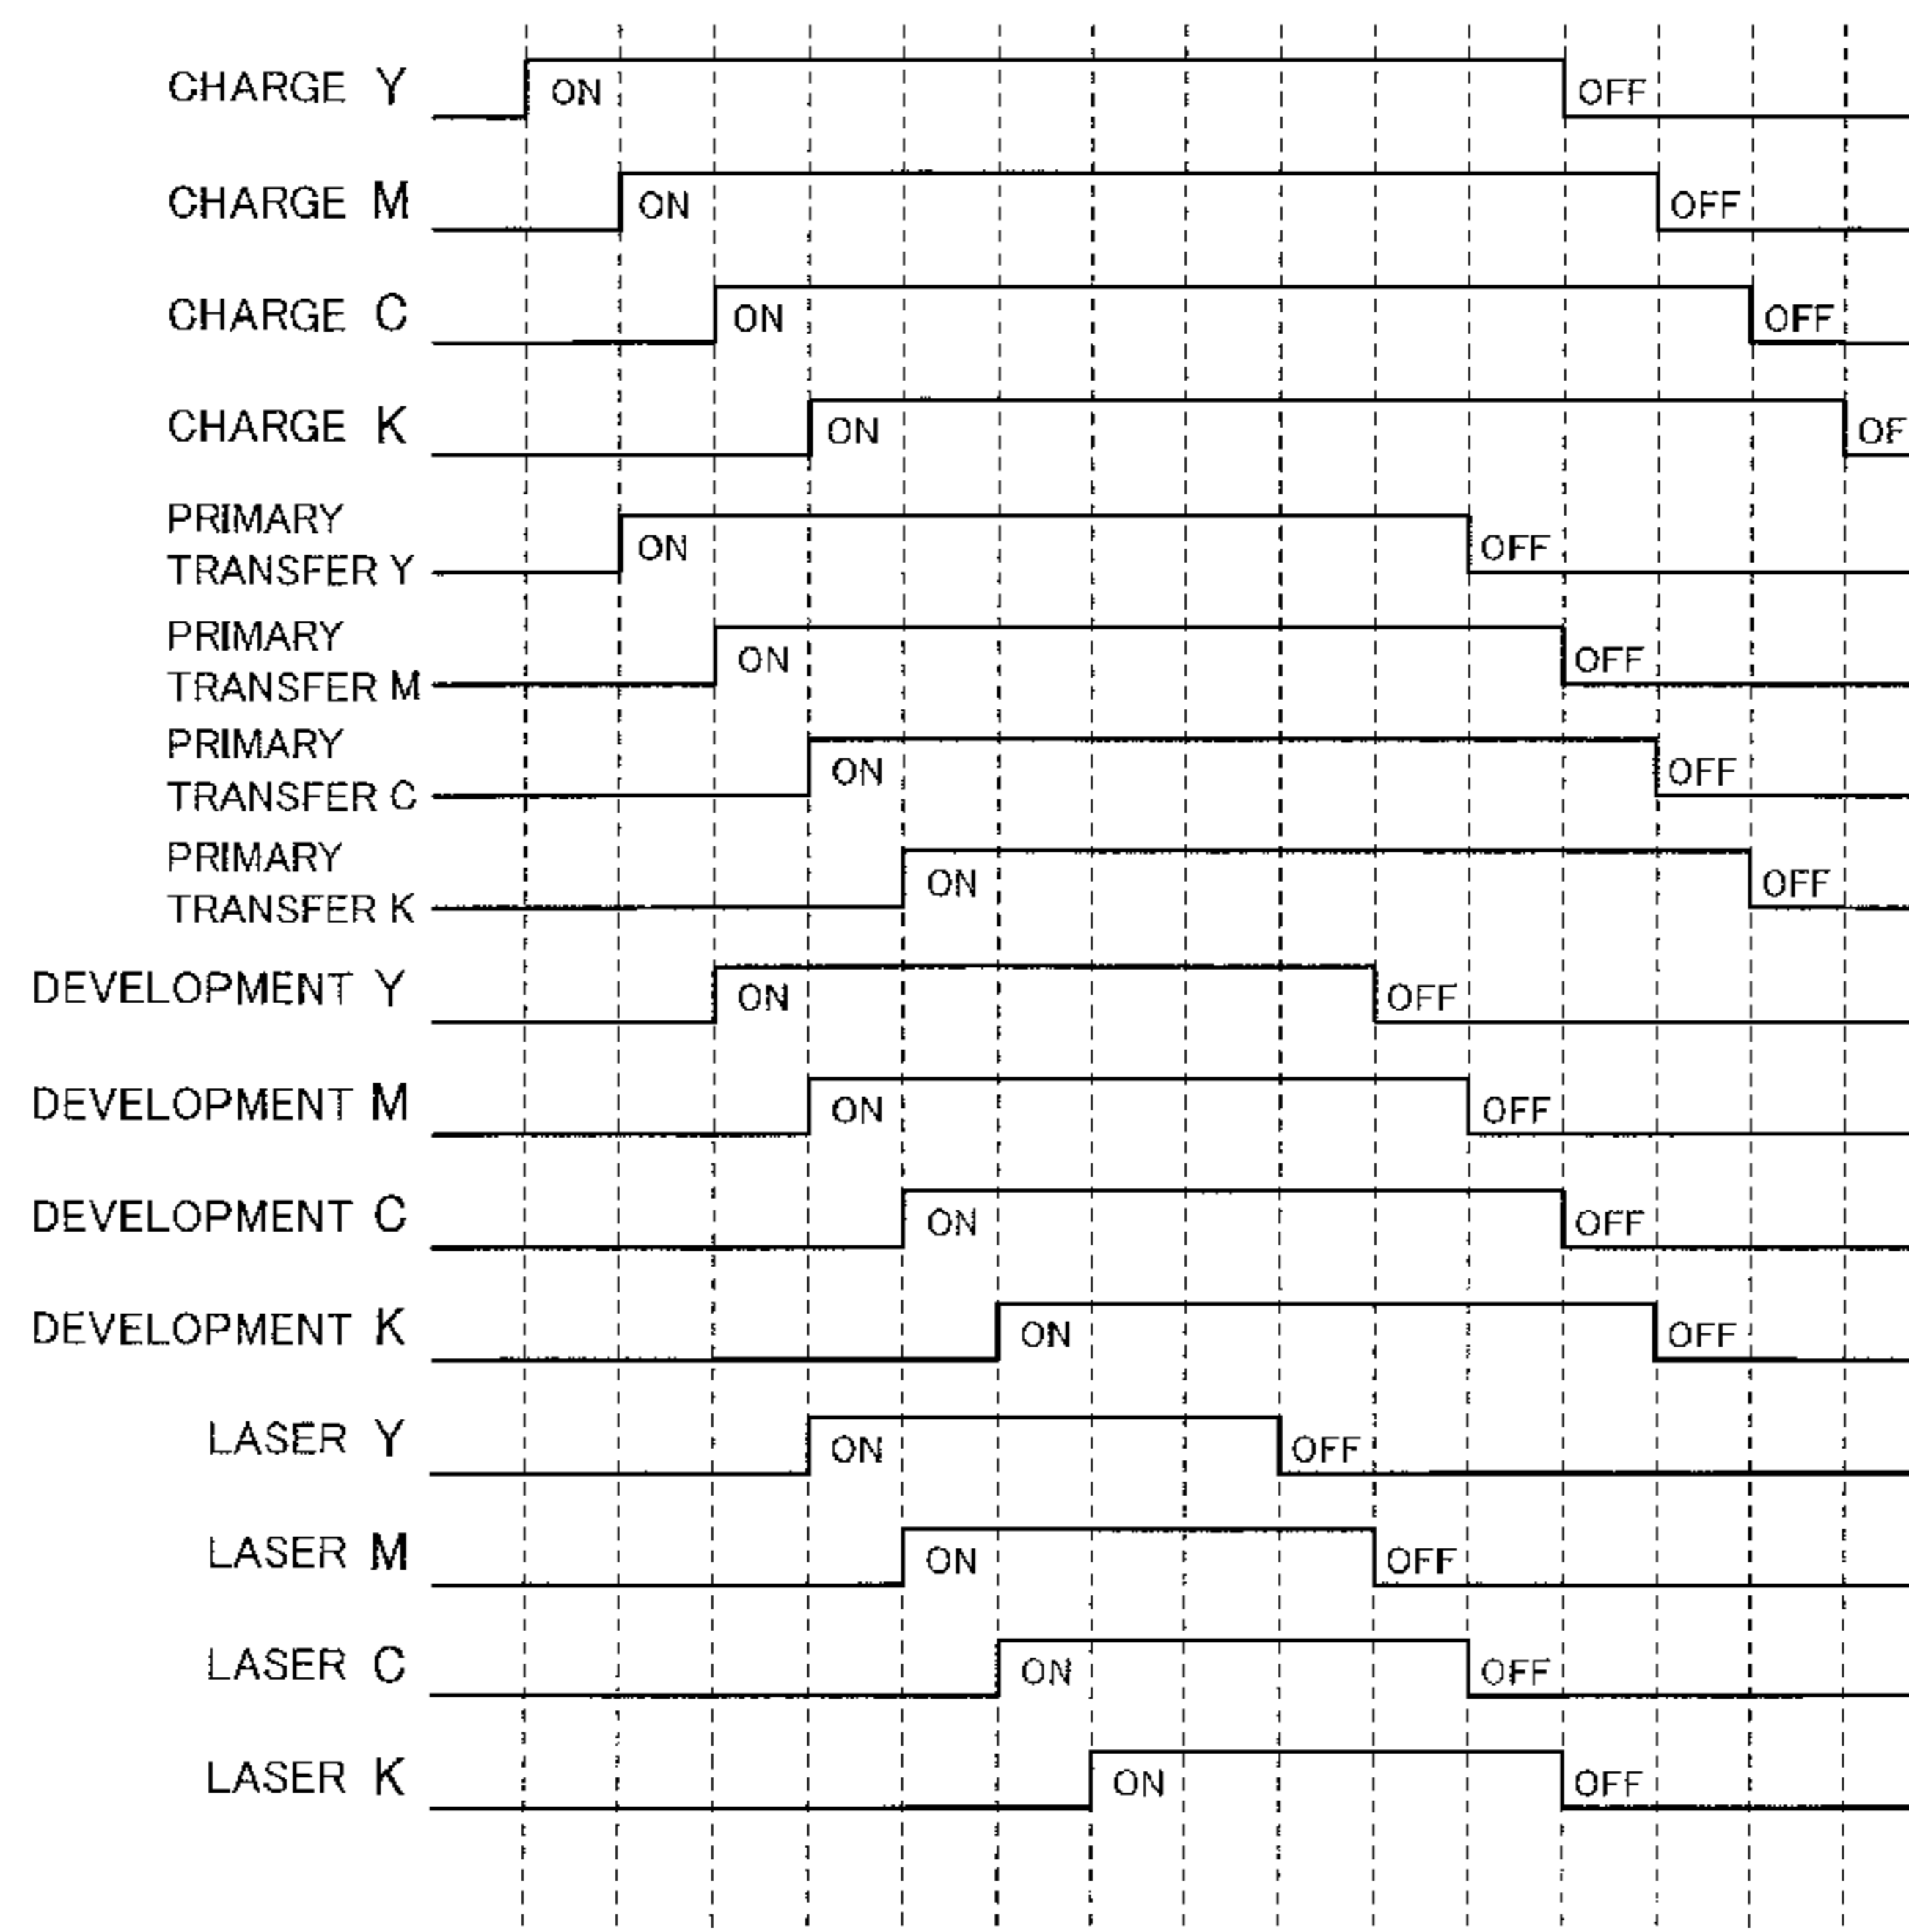 CHARGE Y ON OFF
CHARGE M ON OFF
CHARGE C ON OFF
CHARGE K ON OF
PRIMARY
TRANSFER Y ON OFF
PRIMARY
TRANSFER M ON OFF
PRIMARY
TRANSFER C ON OFF
PRIMARY
TRANSFER K ON OFF
DEVELOPMENT Y ON OFF
DEVELOPMENT M ON OFF
DEVELOPMENT C ON OFF
DEVELOPMENT K ON OFF
LASER Y ON OFF
LASER M ON OFF
LASER C ON OFF
LASER K ON OFF